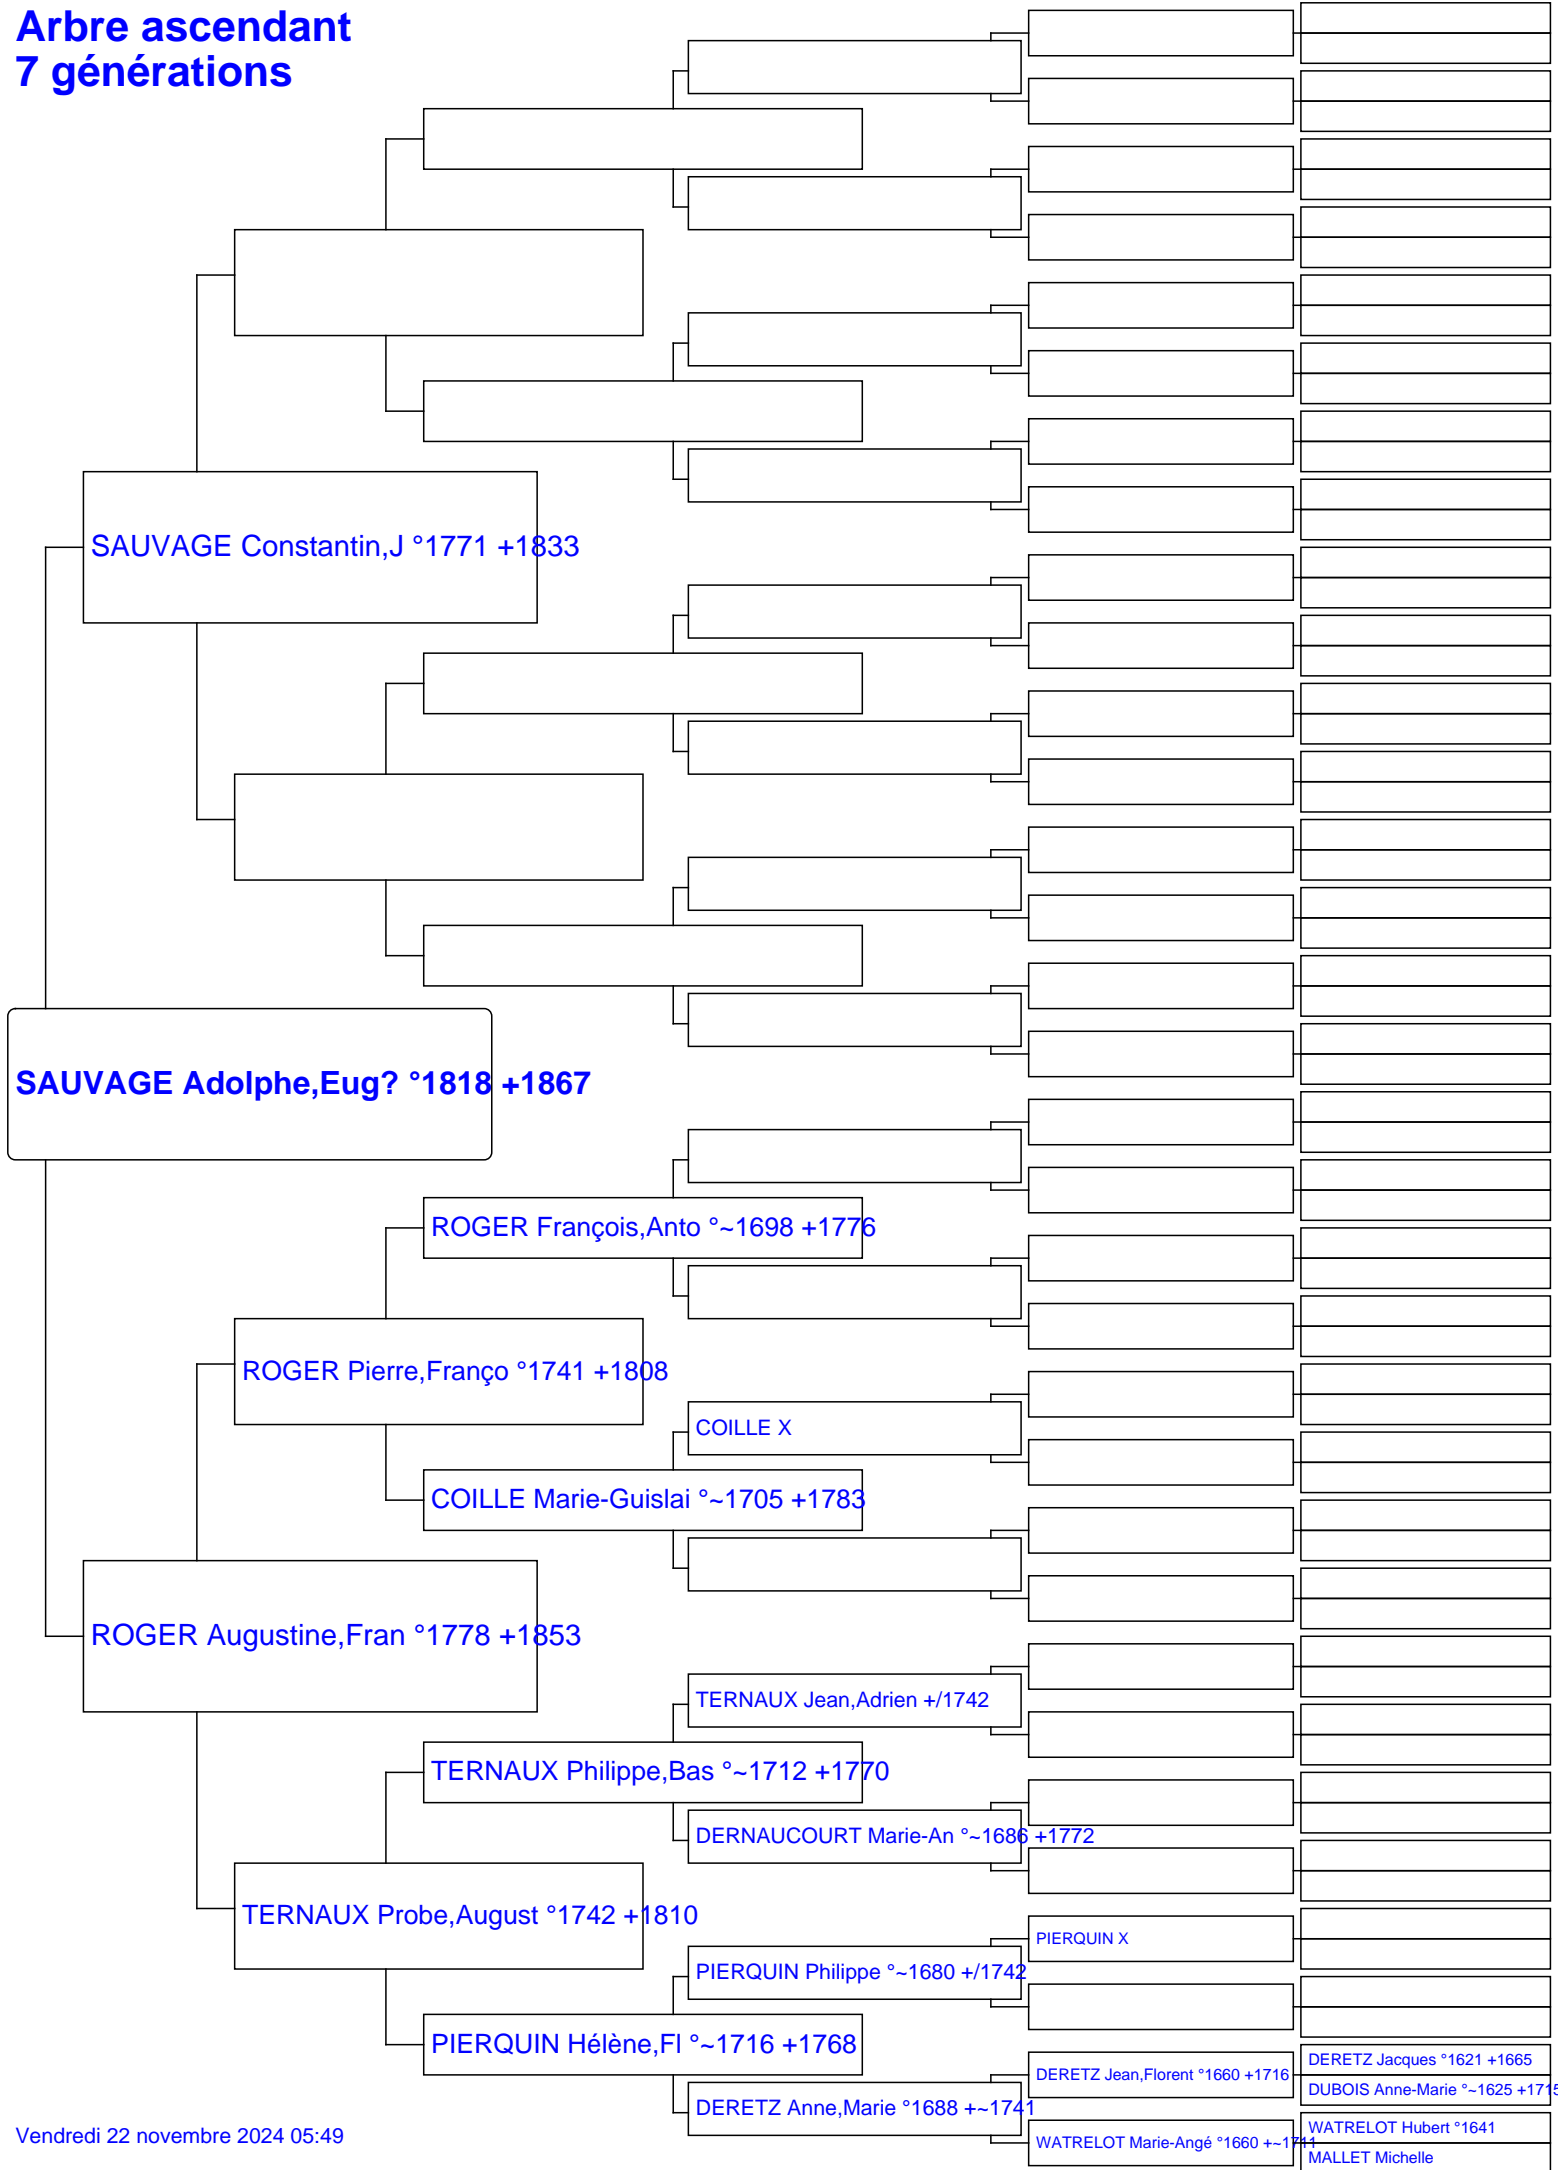 Arbre ascendant
7 générations
SAUVAGE Constantin,J °1771 +1833
SAUVAGE Adolphe,Eug? °1818 +1867
ROGER François,Anto °~1698 +1776
ROGER Pierre,Franço °1741 +1808
COILLE X
COILLE Marie-Guislai °~1705 +1783
ROGER Augustine,Fran °1778 +1853
TERNAUX Jean,Adrien +/1742
TERNAUX Philippe,Bas °~1712 +1770
DERNAUCOURT Marie-An °~1686 +1772
TERNAUX Probe,August °1742 +1810
PIERQUIN X
PIERQUIN Philippe °~1680 +/1742
PIERQUIN Hélène,Fl °~1716 +1768
DERETZ Jacques °1621 +1665
DERETZ Jean,Florent °1660 +1716
DUBOIS Anne-Marie °~1625 +1715
DERETZ Anne,Marie °1688 +~1741
WATRELOT Hubert °1641
WATRELOT Marie-Angé °1660 +~1711
MALLET Michelle
Vendredi 22 novembre 2024 05:49